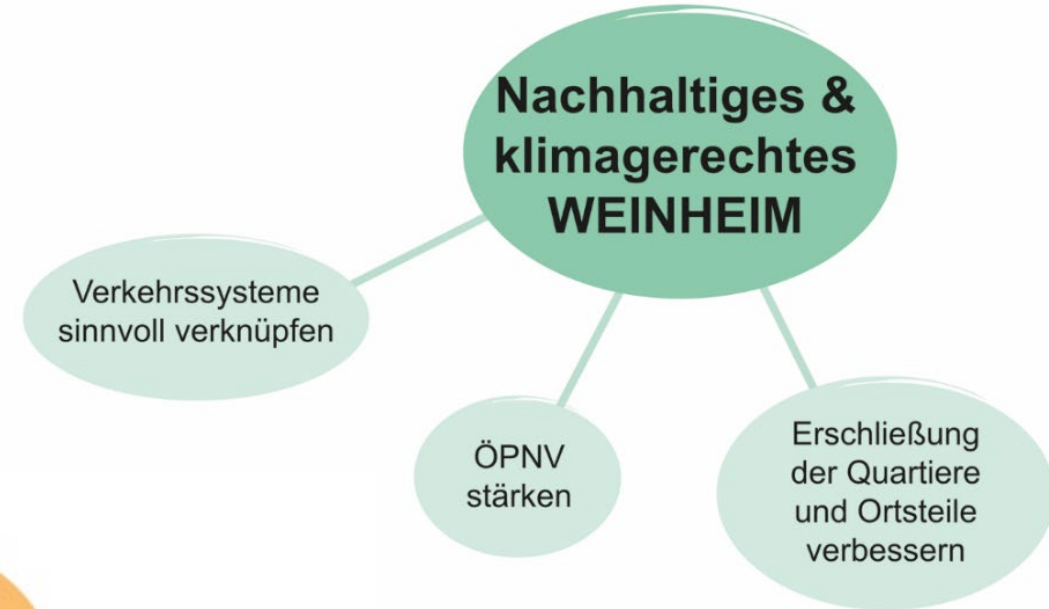 Nachhaltiges &
klimagerechtes
WEINHEIM
Verkehrssysteme
sinnvoll verknüpfen
ÖPNV
stärken
Erschließung
der Quartiere
und Ortsteile
verbessern